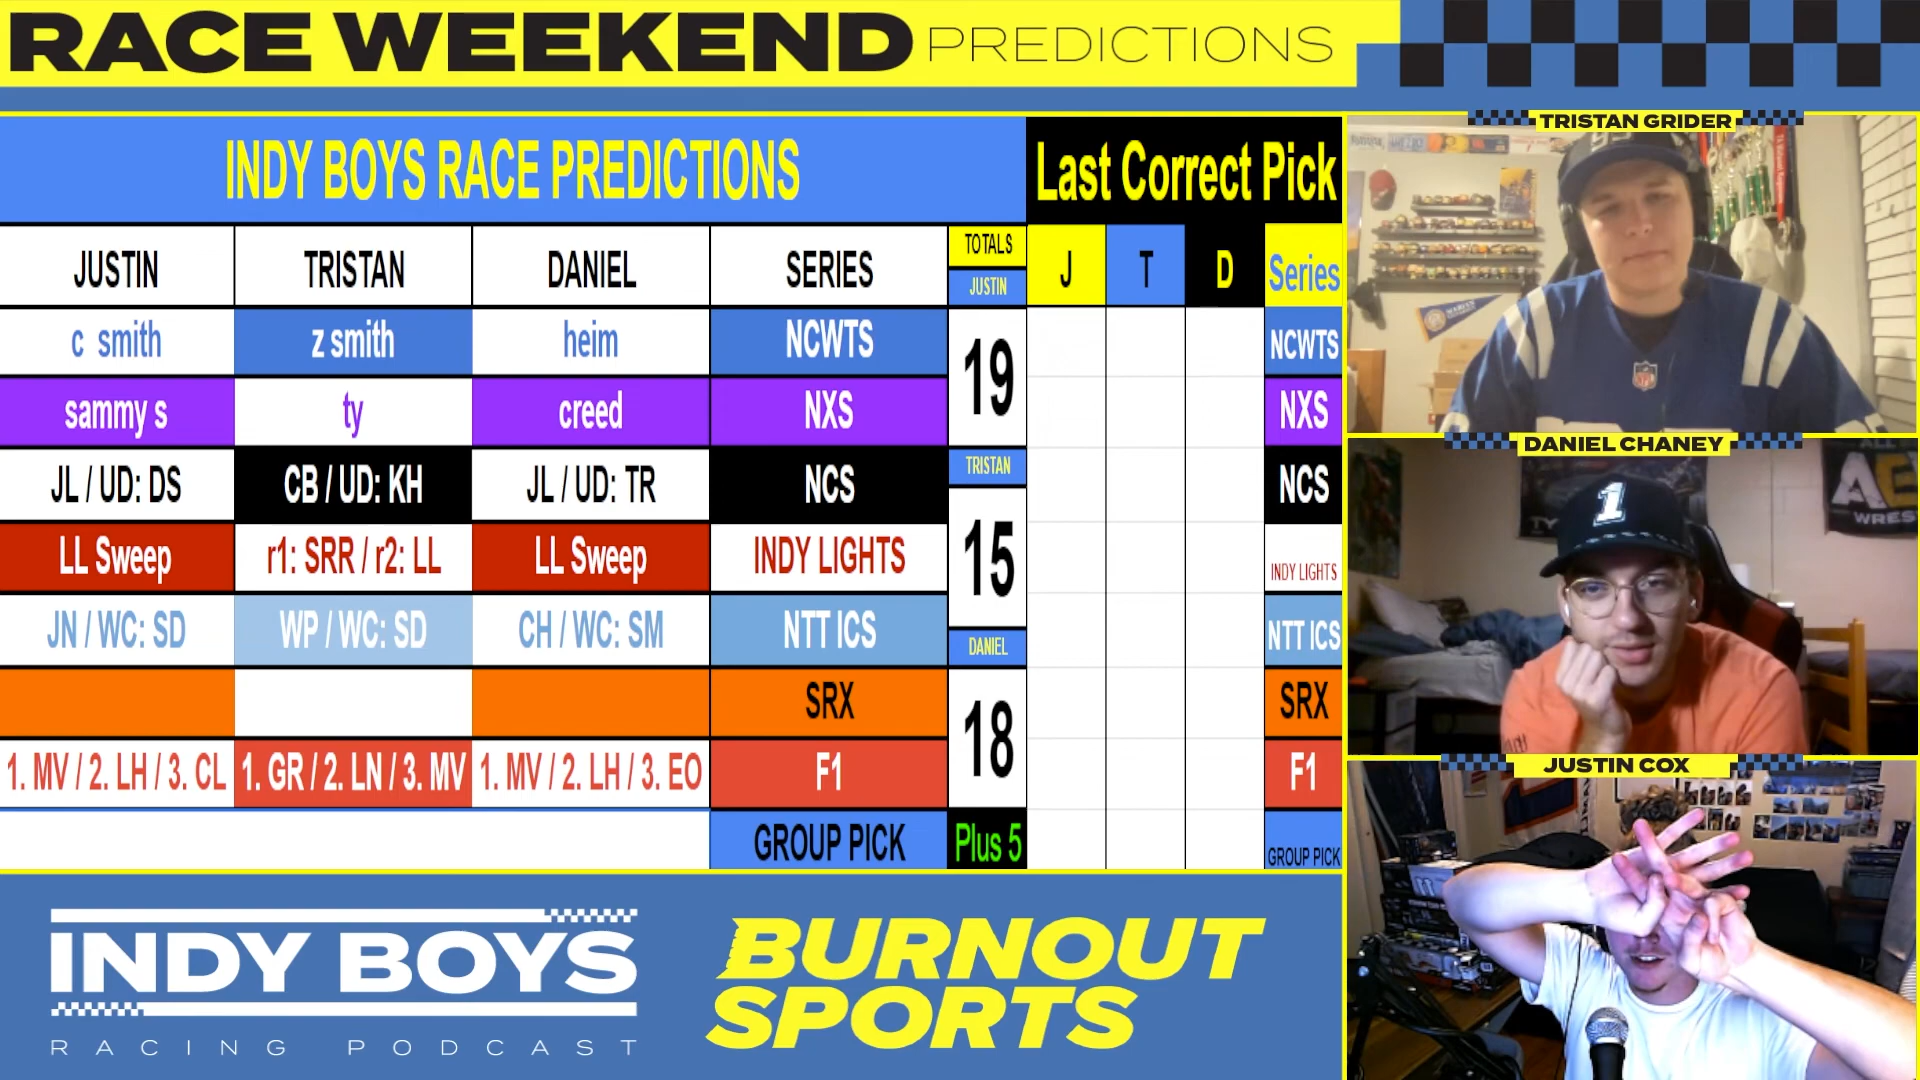 RACE WEEKEND PREDICTIONS
INDY BOYS RACE PREDICTIONS
Last Correct Pick
JUSTIN TRISTAN DANIEL SERIES TOTALS J T D Series
JUSTIN
c smith z smith heim NCWTS 19 NCWTS
sammy s ty creed NXS NXS
TRISTAN
JL / UD: DS CB / UD: KH JL / UD: TR NCS NCS
LL Sweep r1: SRR / r2: LL LL Sweep INDY LIGHTS 15 INDY LIGHTS
JN / WC: SD WP / WC: SD CH / WC: SM NTT ICS NTT ICS
DANIEL
SRX 18 SRX
1. MV / 2. LH / 3. CL 1. GR / 2. LN / 3. MV 1. MV / 2. LH / 3. EO F1 F1
GROUP PICK Plus 5 GROUP PICK
TRISTAN GRIDER
NFL
DANIEL CHANEY
1
WRES
JUSTIN COX
INDY BOYS
RACING PODCAST
BURNOUT
SPORTS